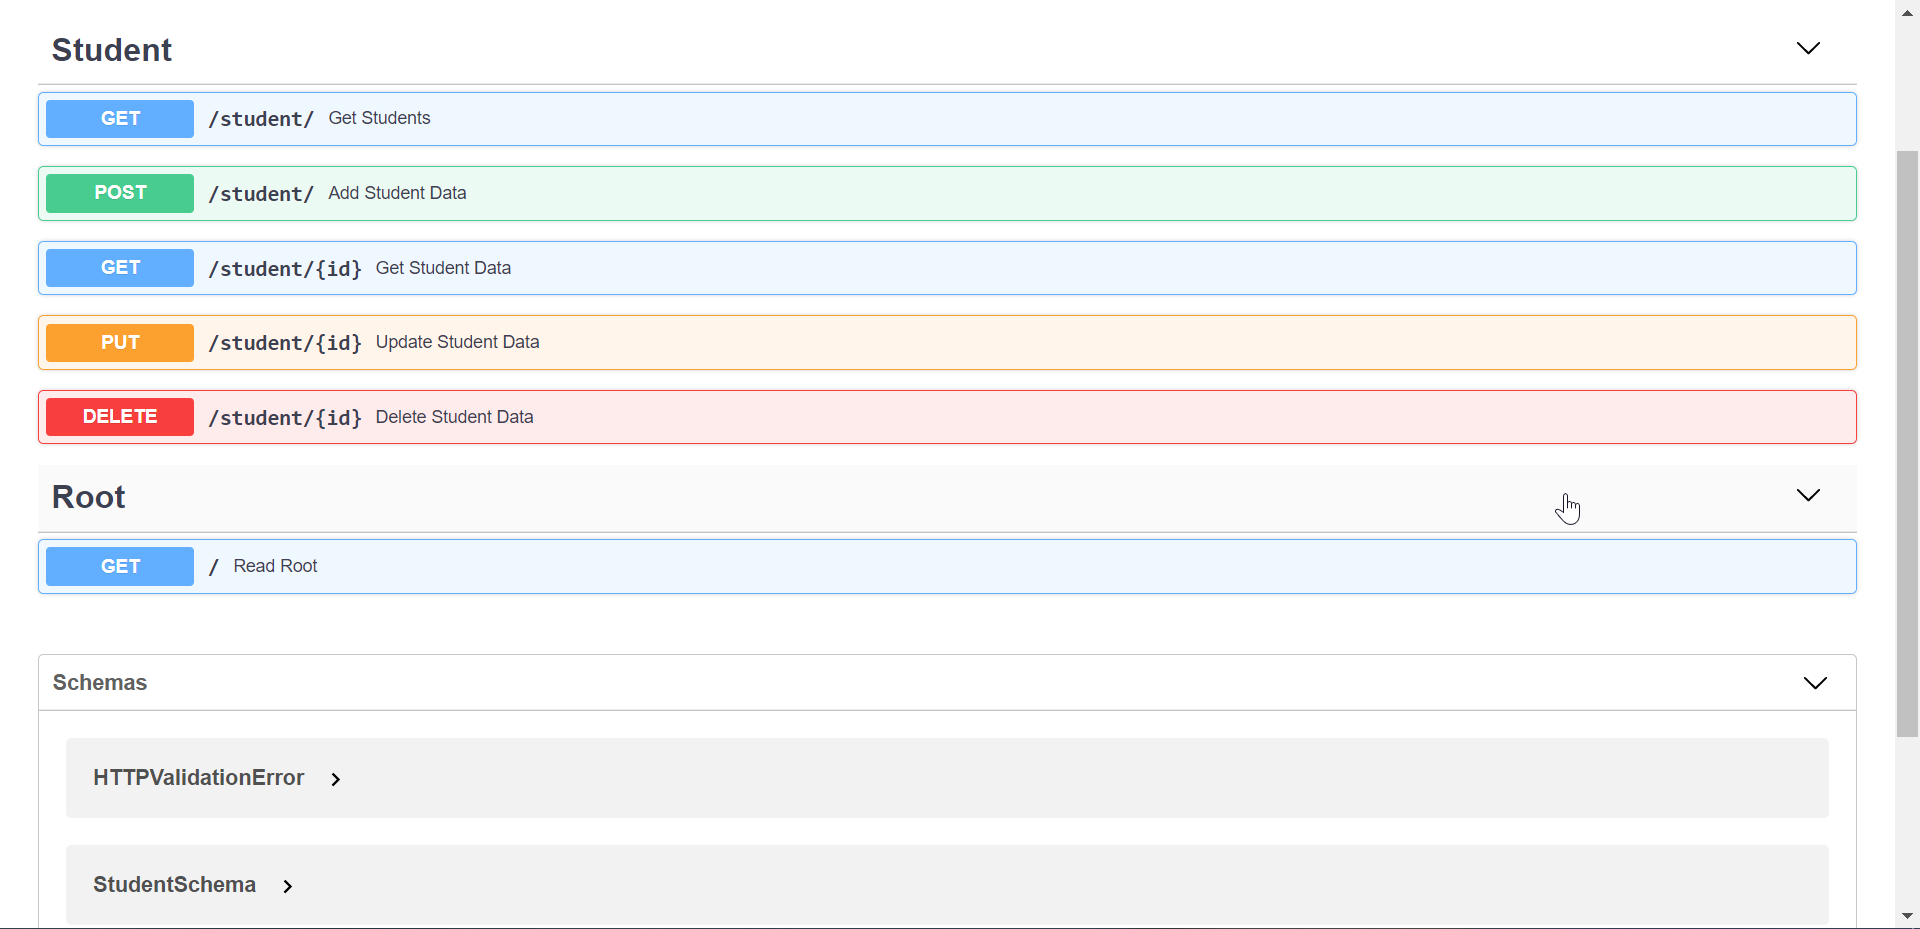 Student
GET /student/ Get Students
POST /student/ Add Student Data
GET /student/{id} Get Student Data
PUT /student/{id} Update Student Data
DELETE /student/{id} Delete Student Data
Root
GET / Read Root
Schemas
HTTPValidationError
StudentSchema